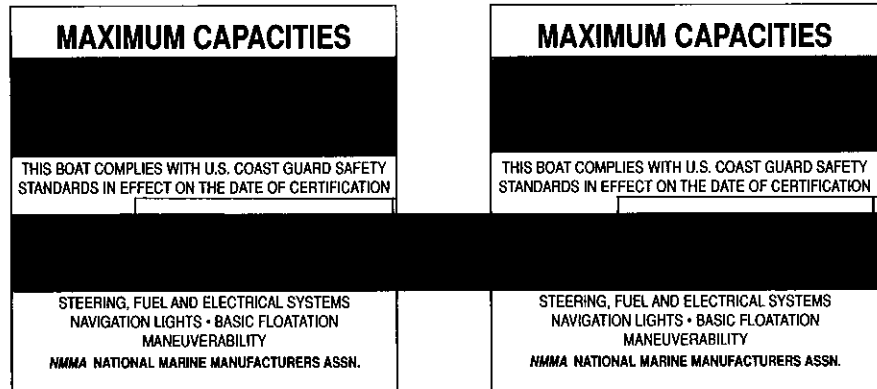 MAXIMUM CAPACITIES
THIS BOAT COMPLIES WITH U.S. COAST GUARD SAFETY
STANDARDS IN EFFECT ON THE DATE OF CERTIFICATION
STEERING, FUEL AND ELECTRICAL SYSTEMS
NAVIGATION LIGHTS • BASIC FLOATATION
MANEUVERABILITY
NMMA NATIONAL MARINE MANUFACTURERS ASSN.
MAXIMUM CAPACITIES
THIS BOAT COMPLIES WITH U.S. COAST GUARD SAFETY
STANDARDS IN EFFECT ON THE DATE OF CERTIFICATION
STEERING, FUEL AND ELECTRICAL SYSTEMS
NAVIGATION LIGHTS • BASIC FLOATATION
MANEUVERABILITY
NMMA NATIONAL MARINE MANUFACTURERS ASSN.